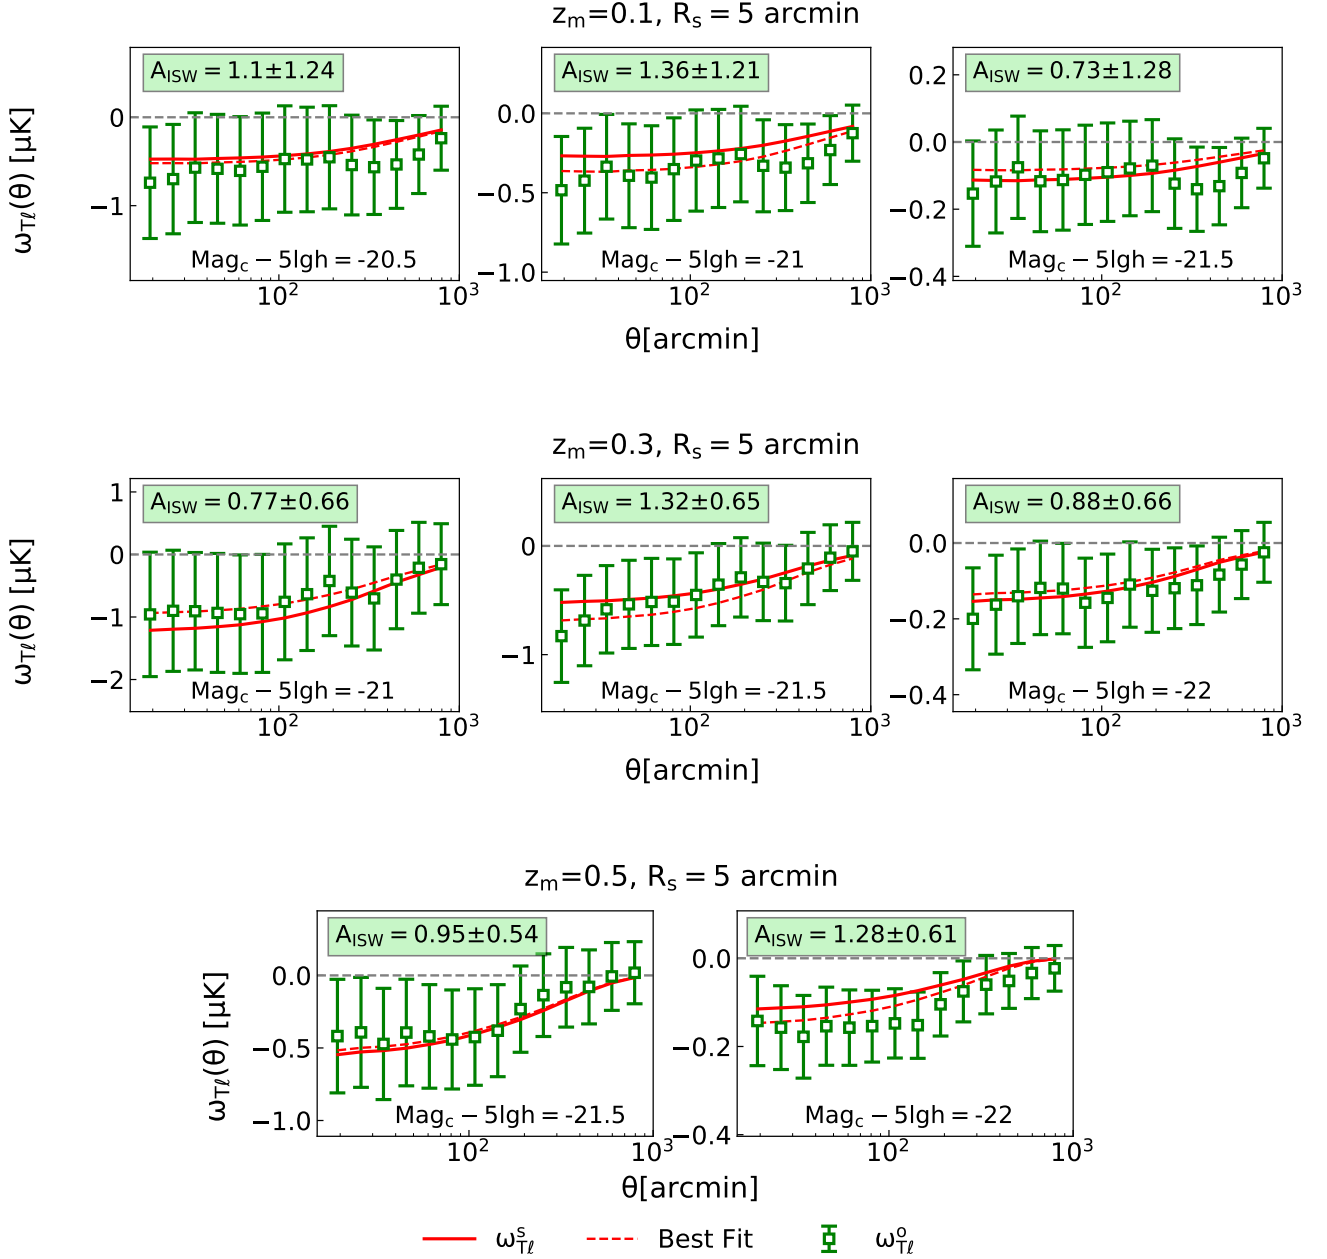 z_m=0.1, R_s = 5 arcmin
A_ISW = 1.1±1.24
A_ISW = 1.36±1.21
A_ISW = 0.73±1.28
0
−1
0.0
−0.5
−1.0
0.2
0.0
−0.2
−0.4
ω_Tℓ(θ) [μK]
Mag_c − 5lgh = -20.5
Mag_c − 5lgh = -21
Mag_c − 5lgh = -21.5
10^2 10^3
10^2 10^3
10^2 10^3
θ[arcmin]
z_m=0.3, R_s = 5 arcmin
A_ISW = 0.77±0.66
A_ISW = 1.32±0.65
A_ISW = 0.88±0.66
1
0
−1
−2
0
−1
0.0
−0.2
−0.4
ω_Tℓ(θ) [μK]
Mag_c − 5lgh = -21
Mag_c − 5lgh = -21.5
Mag_c − 5lgh = -22
10^2 10^3
10^2 10^3
10^2 10^3
θ[arcmin]
z_m=0.5, R_s = 5 arcmin
A_ISW = 0.95±0.54
A_ISW = 1.28±0.61
0.0
−0.5
−1.0
0.0
−0.2
−0.4
ω_Tℓ(θ) [μK]
Mag_c − 5lgh = -21.5
Mag_c − 5lgh = -22
10^2 10^3
10^2 10^3
θ[arcmin]
ω^s_Tℓ Best Fit ω^o_Tℓ